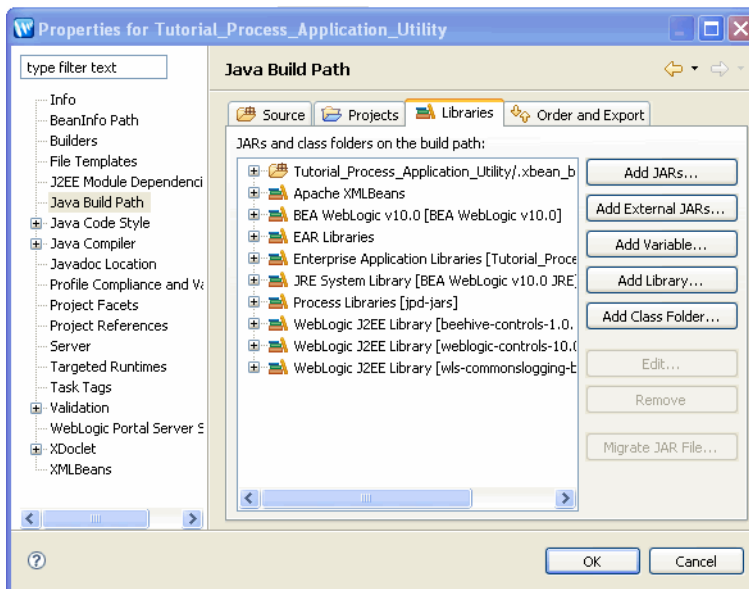 Properties for Tutorial_Process_Application_Utility
type filter text
Info
BeanInfo Path
Builders
File Templates
J2EE Module Dependenci
Java Build Path
Java Code Style
Java Compiler
Javadoc Location
Profile Compliance and Va
Project Facets
Project References
Server
Targeted Runtimes
Task Tags
Validation
WebLogic Portal Server S
XDoclet
XMLBeans
Java Build Path
Source
Projects
Libraries
Order and Export
JARs and class folders on the build path:
Tutorial_Process_Application_Utility/.xbean_b
Apache XMLBeans
BEA WebLogic v10.0 [BEA WebLogic v10.0]
EAR Libraries
Enterprise Application Libraries [Tutorial_Proce
JRE System Library [BEA WebLogic v10.0 JRE]
Process Libraries [jpd-jars]
WebLogic J2EE Library [beehive-controls-1.0.
WebLogic J2EE Library [weblogic-controls-10.0
WebLogic J2EE Library [wls-commonslogging-b
Add JARs...
Add External JARs...
Add Variable...
Add Library...
Add Class Folder...
Edit...
Remove
Migrate JAR File...
OK
Cancel